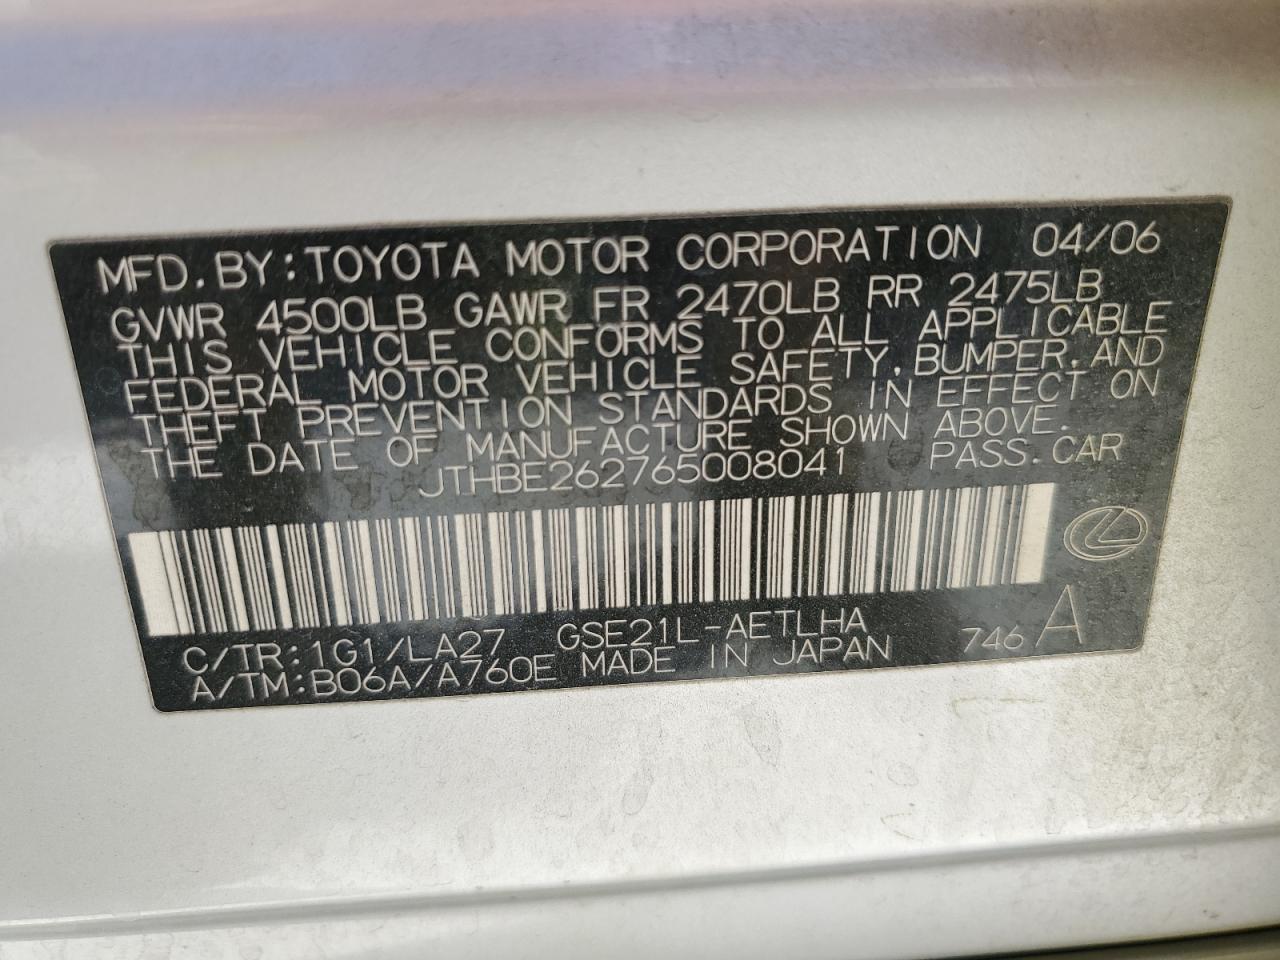 MFD. BY: TOYOTA MOTOR CORPORATION 04/06
GVWR 4500LB GAWR FR 2470LB RR 2475LB
THIS VEHICLE CONFORMS TO ALL APPLICABLE
FEDERAL MOTOR VEHICLE SAFETY, BUMPER, AND
THEFT PREVENTION STANDARDS IN EFFECT ON
THE DATE OF MANUFACTURE SHOWN ABOVE.
JTHBE262765008041 PASS. CAR
C/TR: 1G1/LA27 GSE21L-AETLHA
A/TM: B06A/A760E MADE IN JAPAN 746 A